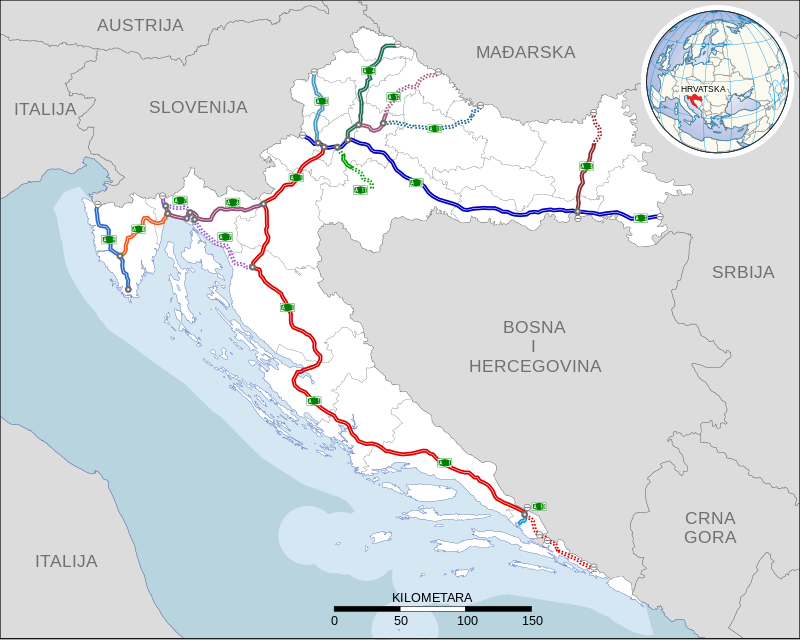 AUSTRIJA
MAĐARSKA
HRVATSKA
ITALIJA
SLOVENIJA
SRBIJA
BOSNA
I
HERCEGOVINA
CRNA
GORA
ITALIJA
KILOMETARA
0 50 100 150